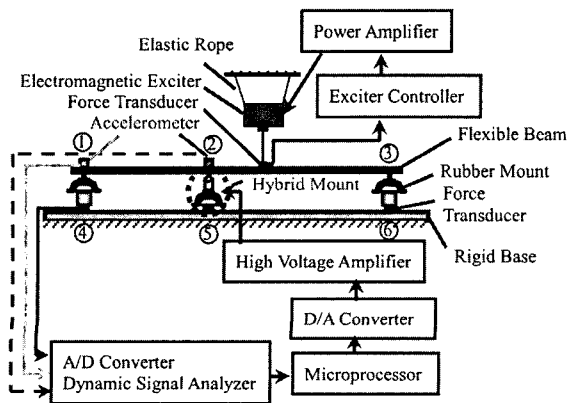 Elastic Rope
Power Amplifier
Electromagnetic Exciter
Force Transducer
Accelerometer
Exciter Controller
① ② ③
Flexible Beam
Hybrid Mount
Rubber Mount
Force
Transducer
④ ⑤ ⑥
Rigid Base
High Voltage Amplifier
D/A Converter
A/D Converter
Dynamic Signal Analyzer
Microprocessor